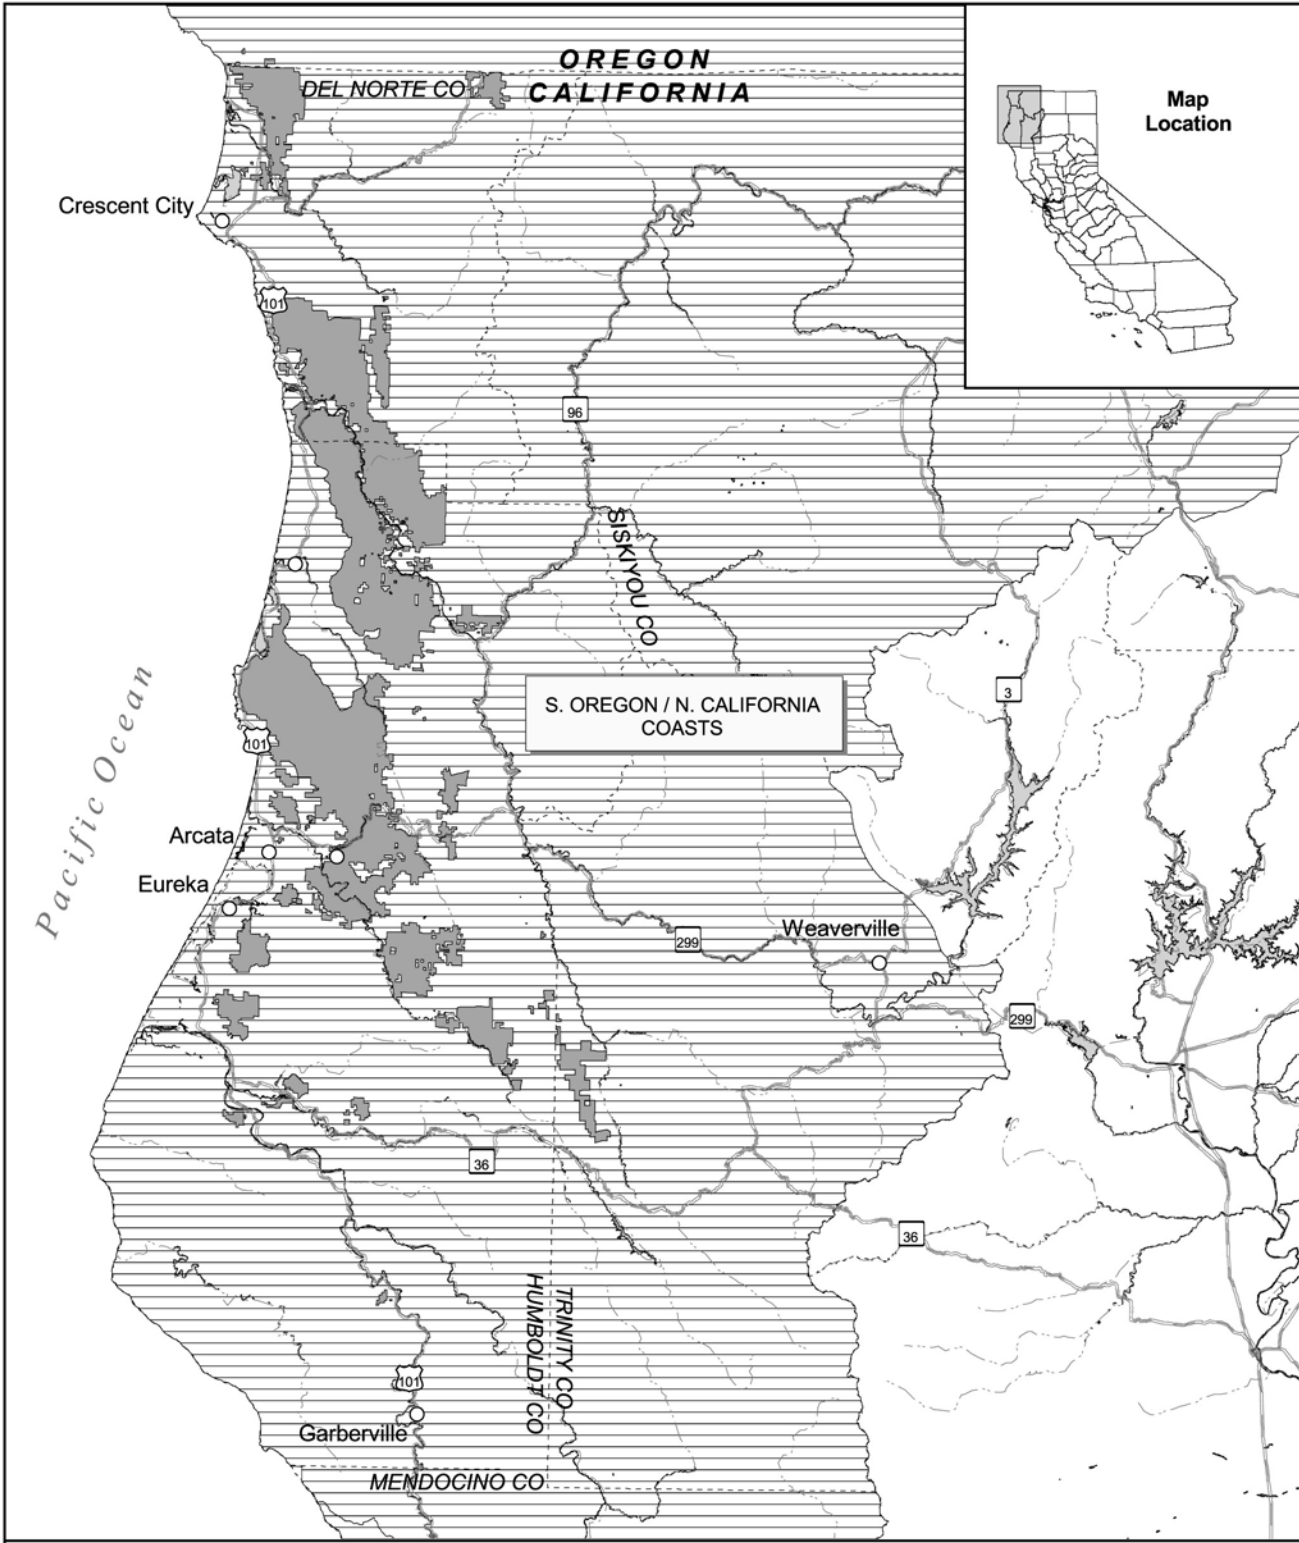 OREGON
DEL NORTE CO
CALIFORNIA
Map
Location
Crescent City
101
96
SISKIYOU CO
3
S. OREGON / N. CALIFORNIA
COASTS
Pacific Ocean
101
Arcata
Eureka
Weaverville
299
299
36
36
TRINITY CO
HUMBOLDT CO
101
Garberville
MENDOCINO CO